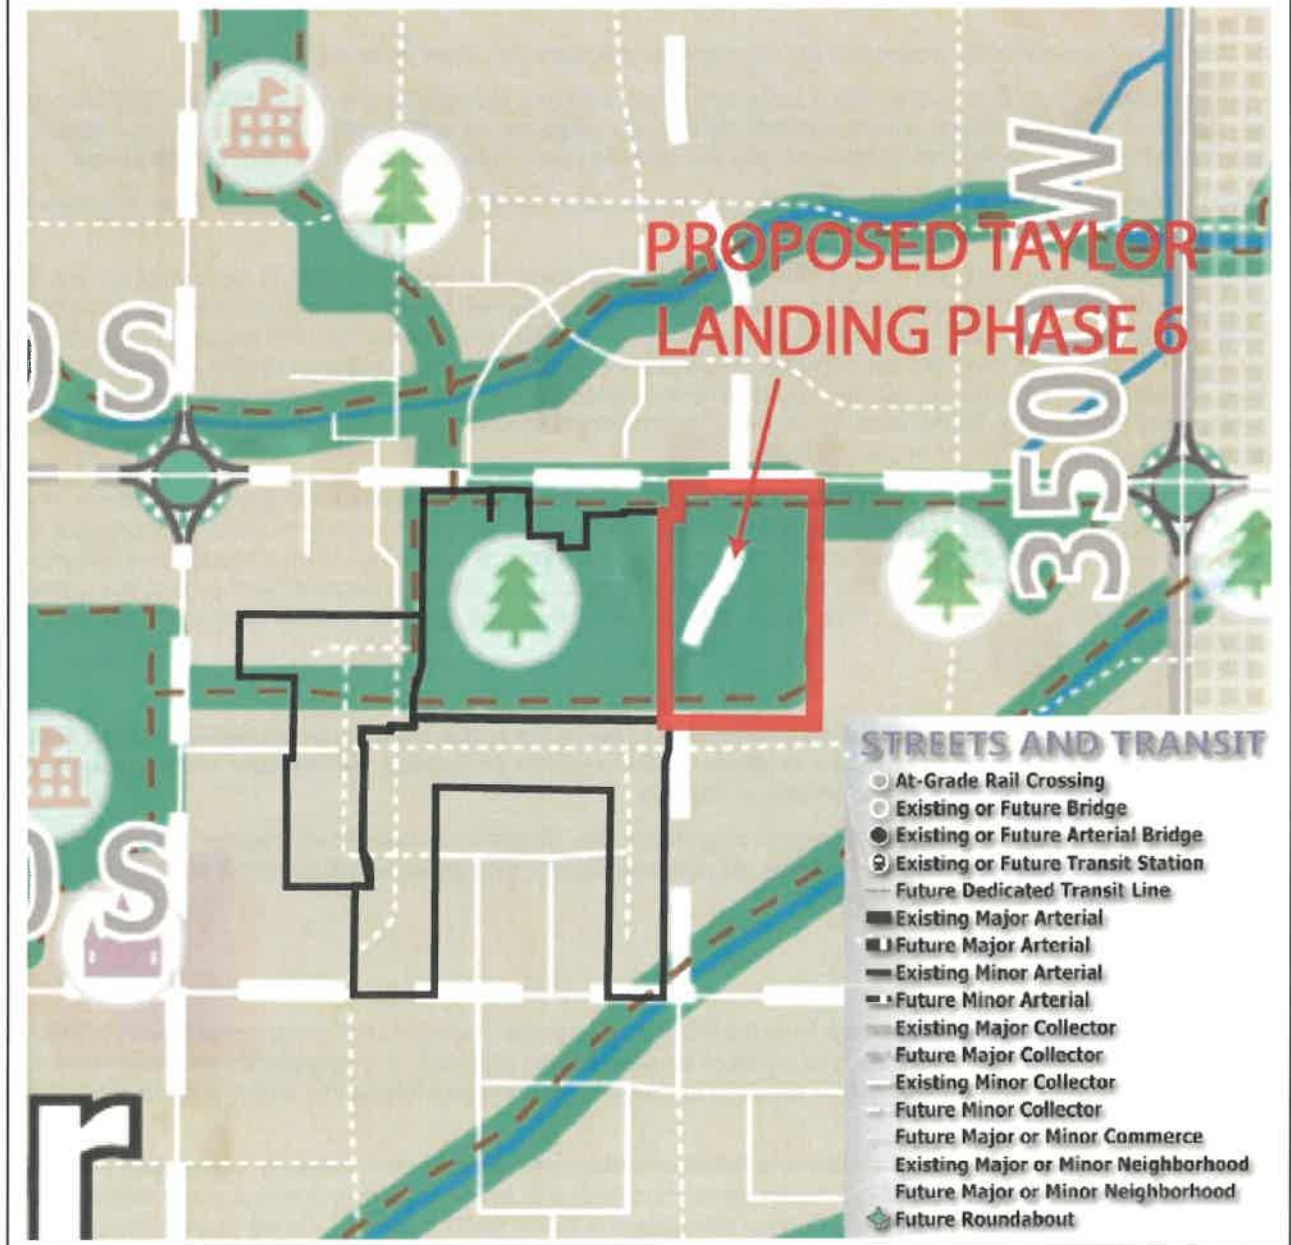 PROPOSED TAYLOR
LANDING PHASE 6
3500 W
0 S
0 S
r
STREETS AND TRANSIT
At-Grade Rail Crossing
Existing or Future Bridge
Existing or Future Arterial Bridge
Existing or Future Transit Station
Future Dedicated Transit Line
Existing Major Arterial
Future Major Arterial
Existing Minor Arterial
Future Minor Arterial
Existing Major Collector
Future Major Collector
Existing Minor Collector
Future Minor Collector
Future Major or Minor Commerce
Existing Major or Minor Neighborhood
Future Major or Minor Neighborhood
Future Roundabout